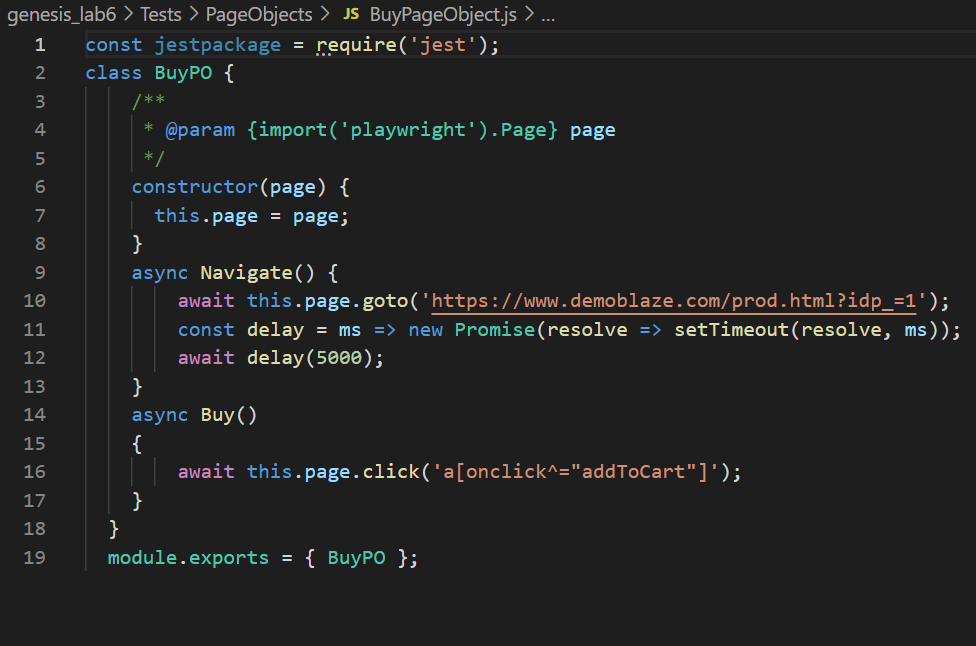 genesis_lab6 > Tests > PageObjects > JS BuyPageObject.js > ...
1 const jestpackage = require('jest');
2 class BuyPO {
3 /**
4 * @param {import('playwright').Page} page
5 */
6 constructor(page) {
7 this.page = page;
8 }
9 async Navigate() {
10 await this.page.goto('https://www.demoblaze.com/prod.html?idp_=1');
11 const delay = ms => new Promise(resolve => setTimeout(resolve, ms));
12 await delay(5000);
13 }
14 async Buy()
15 {
16 await this.page.click('a[onclick^="addToCart"]');
17 }
18 }
19 module.exports = { BuyPO };